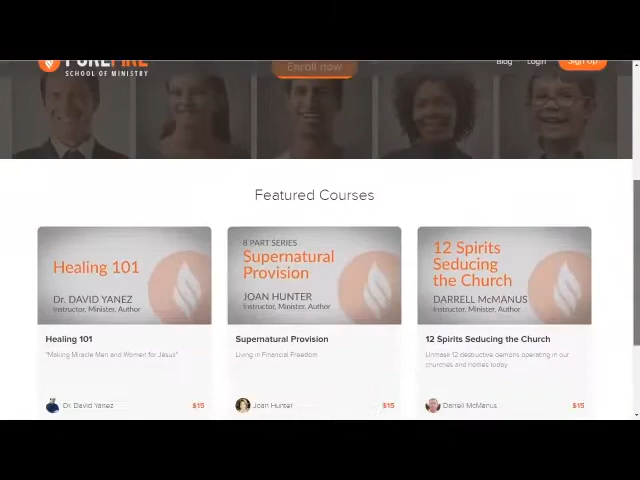 PUREFIRE
SCHOOL OF MINISTRY
Enroll now
Blog Login Sign Up
Featured Courses
Healing 101
Dr. DAVID YANEZ
Instructor, Minister, Author
8 PART SERIES
Supernatural
Provision
JOAN HUNTER
Instructor, Minister, Author
12 Spirits
Seducing
the Church
DARRELL McMANUS
Instructor, Minister, Author
Healing 101
"Making Miracle Men and Women for Jesus"
Dr. David Yanez $15
Supernatural Provision
Living in Financial Freedom
Joan Hunter $15
12 Spirits Seducing the Church
Unmask 12 destructive demons operating in our
churches and homes today
Darrell McManus $15